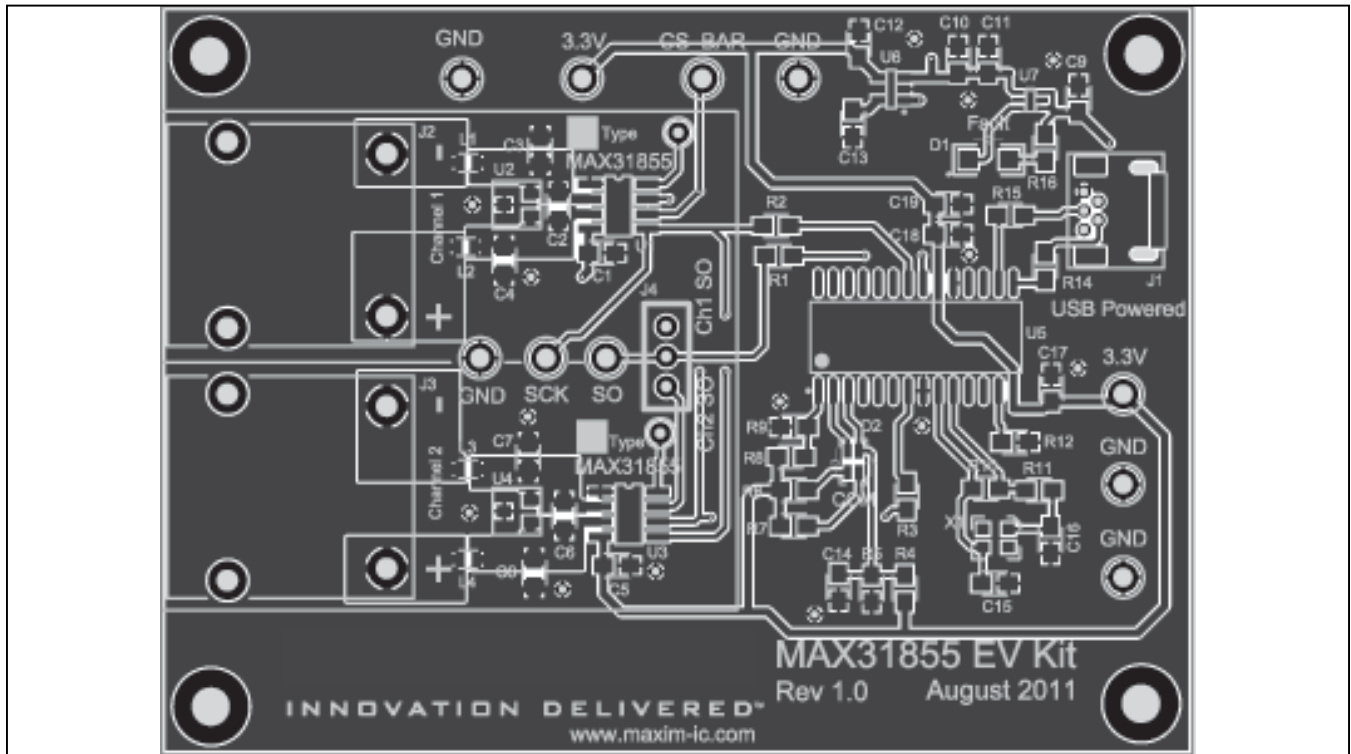 GND
3.3V
CS_BAR
GND
C12
C10
C11
U6
U7
C9
C13
Fault
D1
R16
J2
-
L1
C3
Type
MAX31855
U2
Channel 1
C2
L2
C4
C1
+
R2
R1
C19
C18
R15
R14
J1
USB Powered
J4
Ch1 SO
U5
C17
3.3V
GND
SCK
SO
Ch2 SO
J3
-
C7
Type
MAX31855
U4
Channel 2
C6
U3
C5
L4
+
R9
R8
R7
D2
R3
R12
R11
C16
GND
GND
C14
R5
R4
C15
MAX31855 EV Kit
Rev 1.0 August 2011
INNOVATION DELIVERED™
www.maxim-ic.com